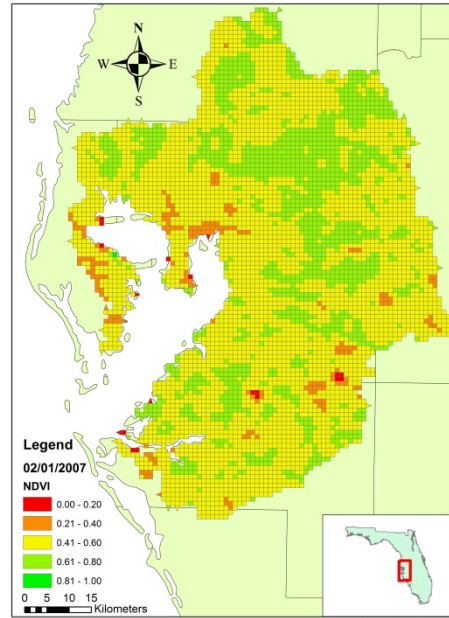 N
W E
S
Legend
02/01/2007
NDVI
0.00 - 0.20
0.21 - 0.40
0.41 - 0.60
0.61 - 0.80
0.81 - 1.00
0 5 10 15
Kilometers